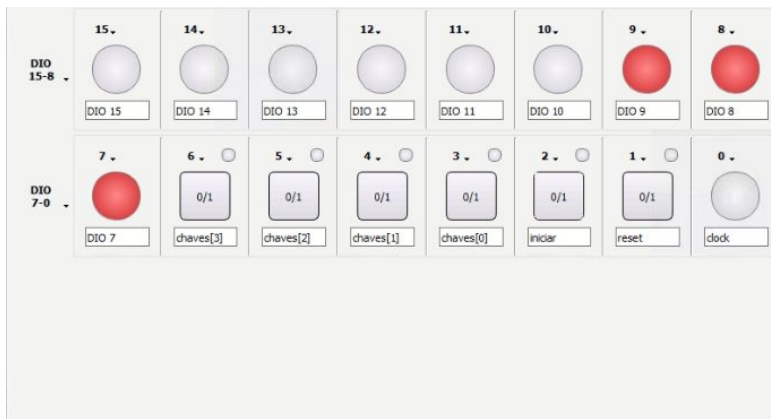 15 14 13 12 11 10 9 8
DIO
15-8
DIO 15 DIO 14 DIO 13 DIO 12 DIO 11 DIO 10 DIO 9 DIO 8
7 6 5 4 3 2 1 0
DIO
7-0
0/1 0/1 0/1 0/1 0/1 0/1
DIO 7 chaves[3] chaves[2] chaves[1] chaves[0] iniciar reset clock